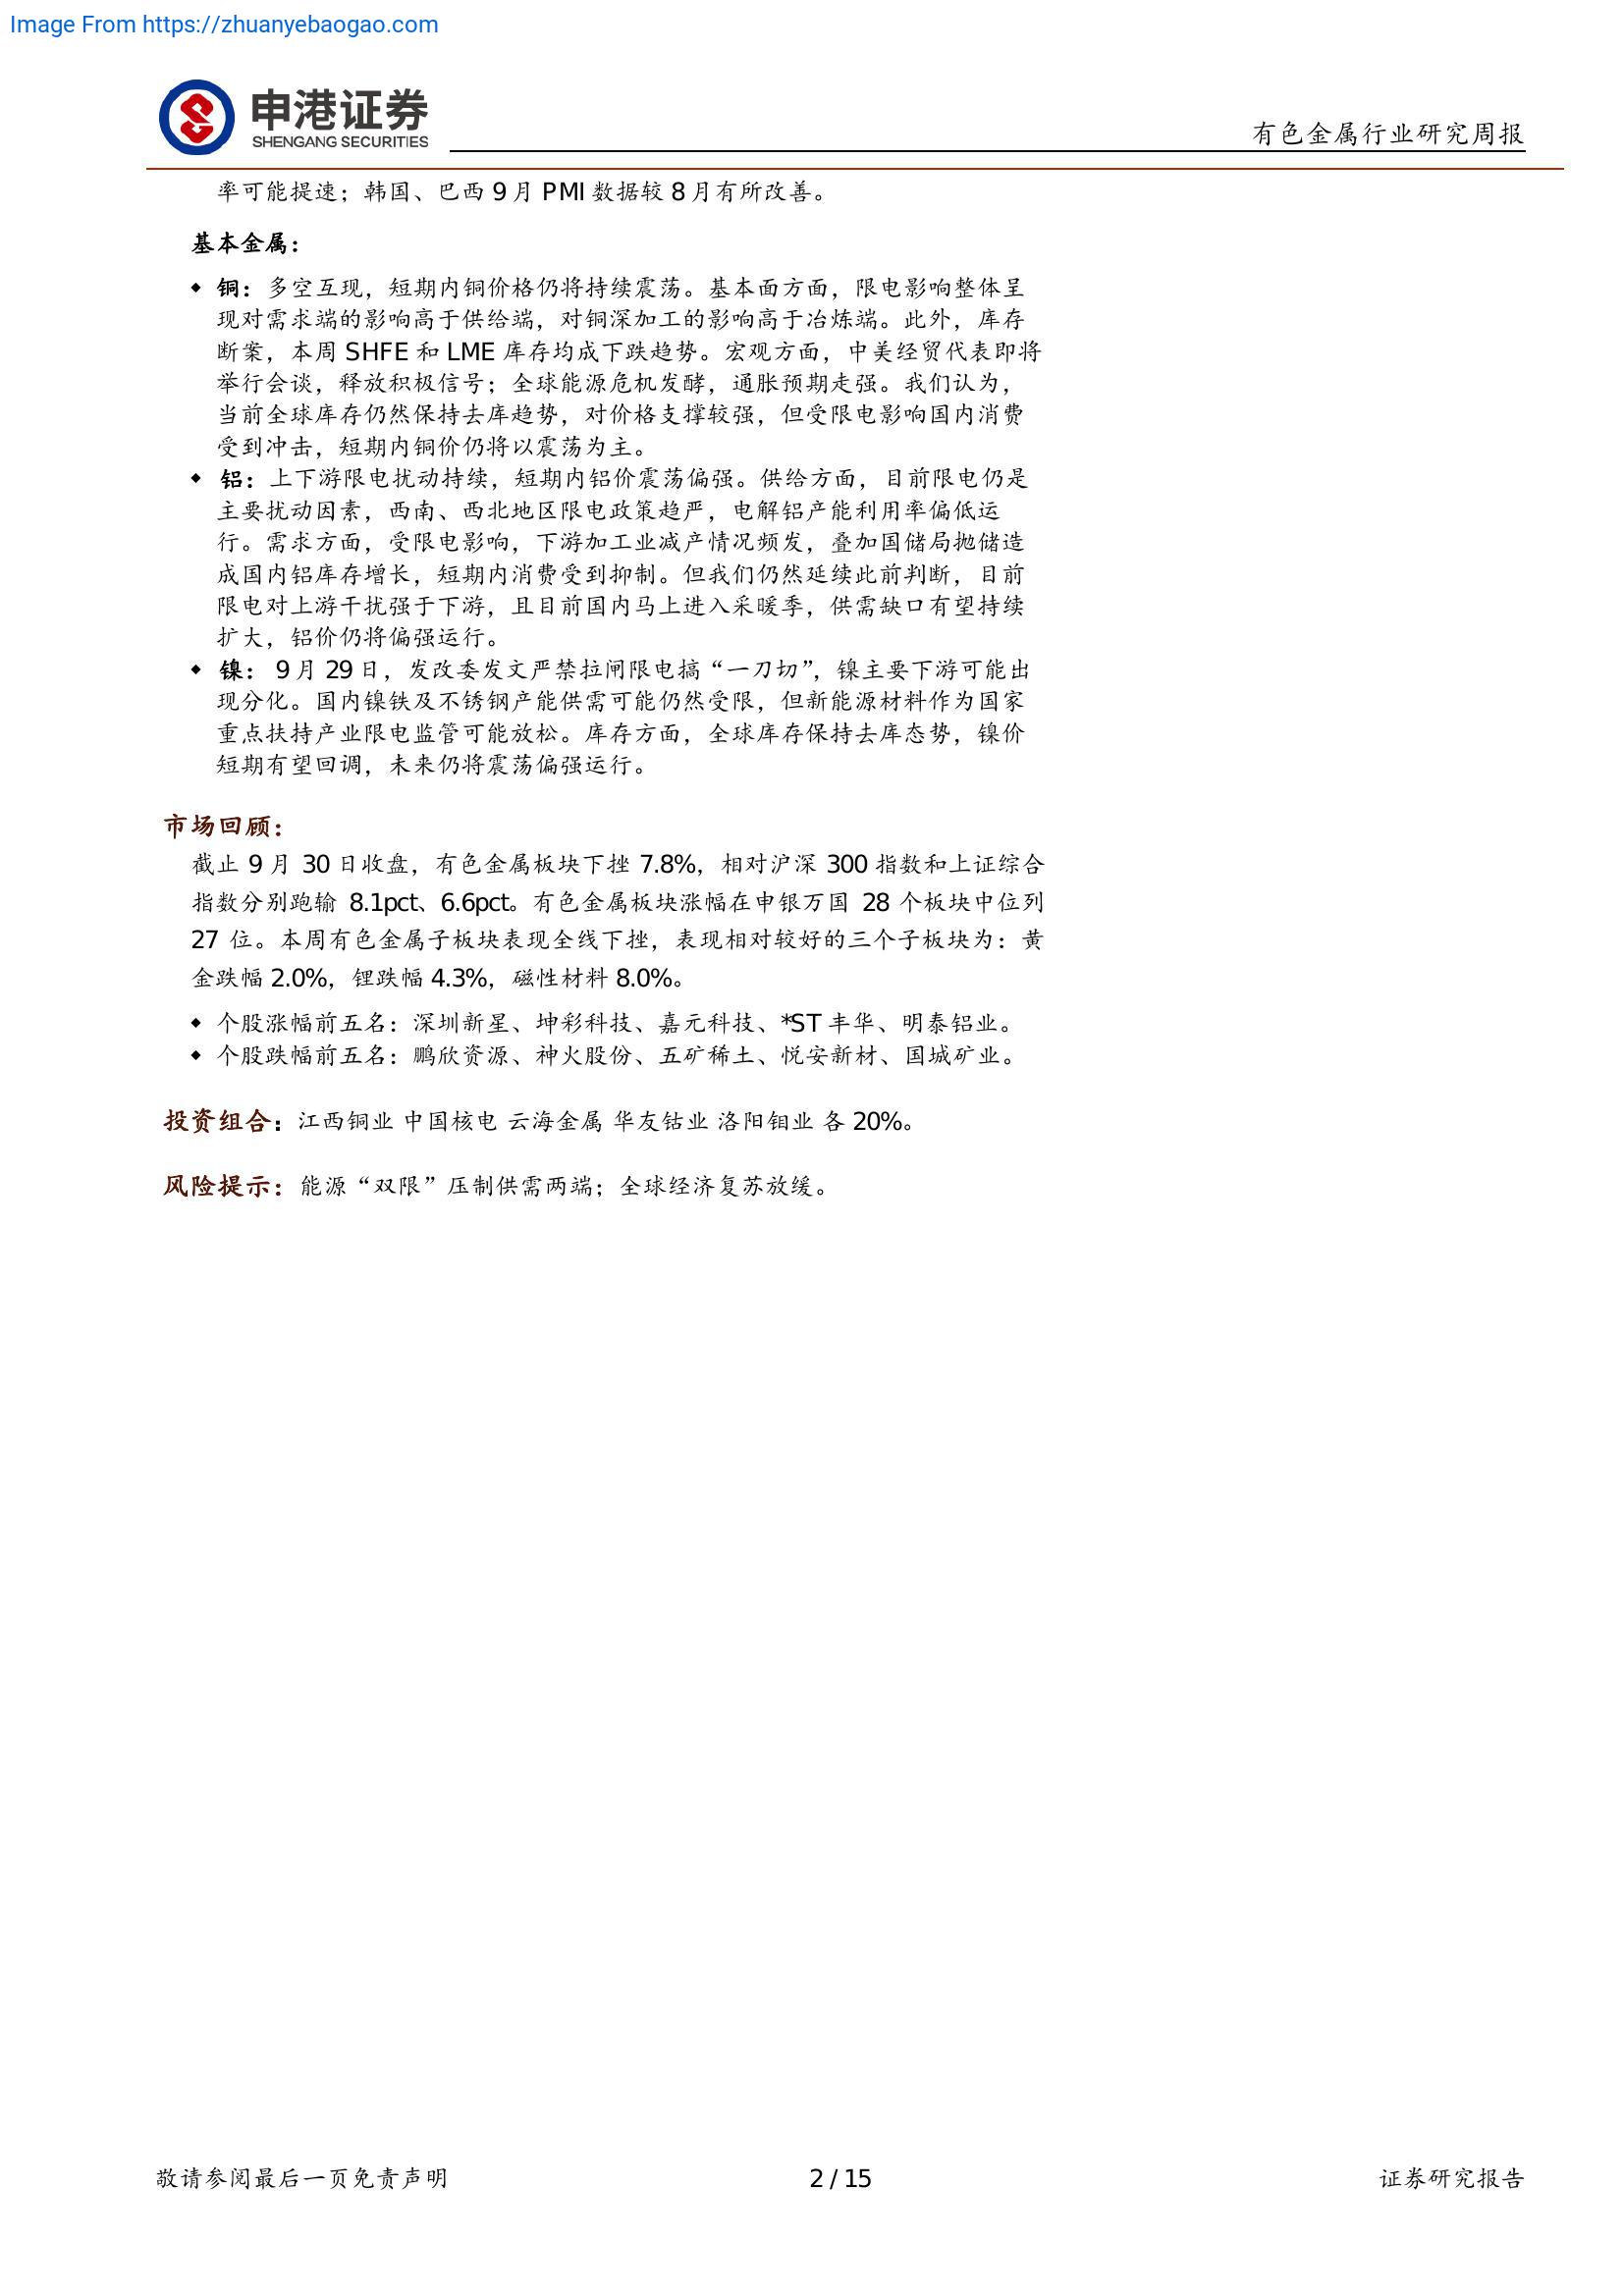 Image From https://zhuanyebaogao.com
申港证券
SHENGANG SECURITIES
有色金属行业研究周报
率可能提速；韩国、巴西 9 月 PMI 数据较 8 月有所改善。
基本金属：
◆ 铜：多空互现，短期内铜价格仍将持续震荡。基本面方面，限电影响整体呈
现对需求端的影响高于供给端，对铜深加工的影响高于冶炼端。此外，库存
断案，本周 SHFE 和 LME 库存均成下跌趋势。宏观方面，中美经贸代表即将
举行会谈，释放积极信号；全球能源危机发酵，通胀预期走强。我们认为，
当前全球库存仍然保持去库趋势，对价格支撑较强，但受限电影响国内消费
受到冲击，短期内铜价仍将以震荡为主。
◆ 铝：上下游限电扰动持续，短期内铝价震荡偏强。供给方面，目前限电仍是
主要扰动因素，西南、西北地区限电政策趋严，电解铝产能利用率偏低运
行。需求方面，受限电影响，下游加工业减产情况频发，叠加国储局抛储造
成国内铝库存增长，短期内消费受到抑制。但我们仍然延续此前判断，目前
限电对上游干扰强于下游，且目前国内马上进入采暖季，供需缺口有望持续
扩大，铝价仍将偏强运行。
◆ 镍： 9 月 29 日，发改委发文严禁拉闸限电搞“一刀切”，镍主要下游可能出
现分化。国内镍铁及不锈钢产能供需可能仍然受限，但新能源材料作为国家
重点扶持产业限电监管可能放松。库存方面，全球库存保持去库态势，镍价
短期有望回调，未来仍将震荡偏强运行。
市场回顾：
截止 9 月 30 日收盘，有色金属板块下挫 7.8%，相对沪深 300 指数和上证综合
指数分别跑输 8.1pct、6.6pct。有色金属板块涨幅在申银万国 28 个板块中位列
27 位。本周有色金属子板块表现全线下挫，表现相对较好的三个子板块为：黄
金跌幅 2.0%，锂跌幅 4.3%，磁性材料 8.0%。
◆ 个股涨幅前五名：深圳新星、坤彩科技、嘉元科技、*ST 丰华、明泰铝业。
◆ 个股跌幅前五名：鹏欣资源、神火股份、五矿稀土、悦安新材、国城矿业。
投资组合：江西铜业 中国核电 云海金属 华友钴业 洛阳钼业 各 20%。
风险提示：能源“双限”压制供需两端；全球经济复苏放缓。
敬请参阅最后一页免责声明
2 / 15
证券研究报告